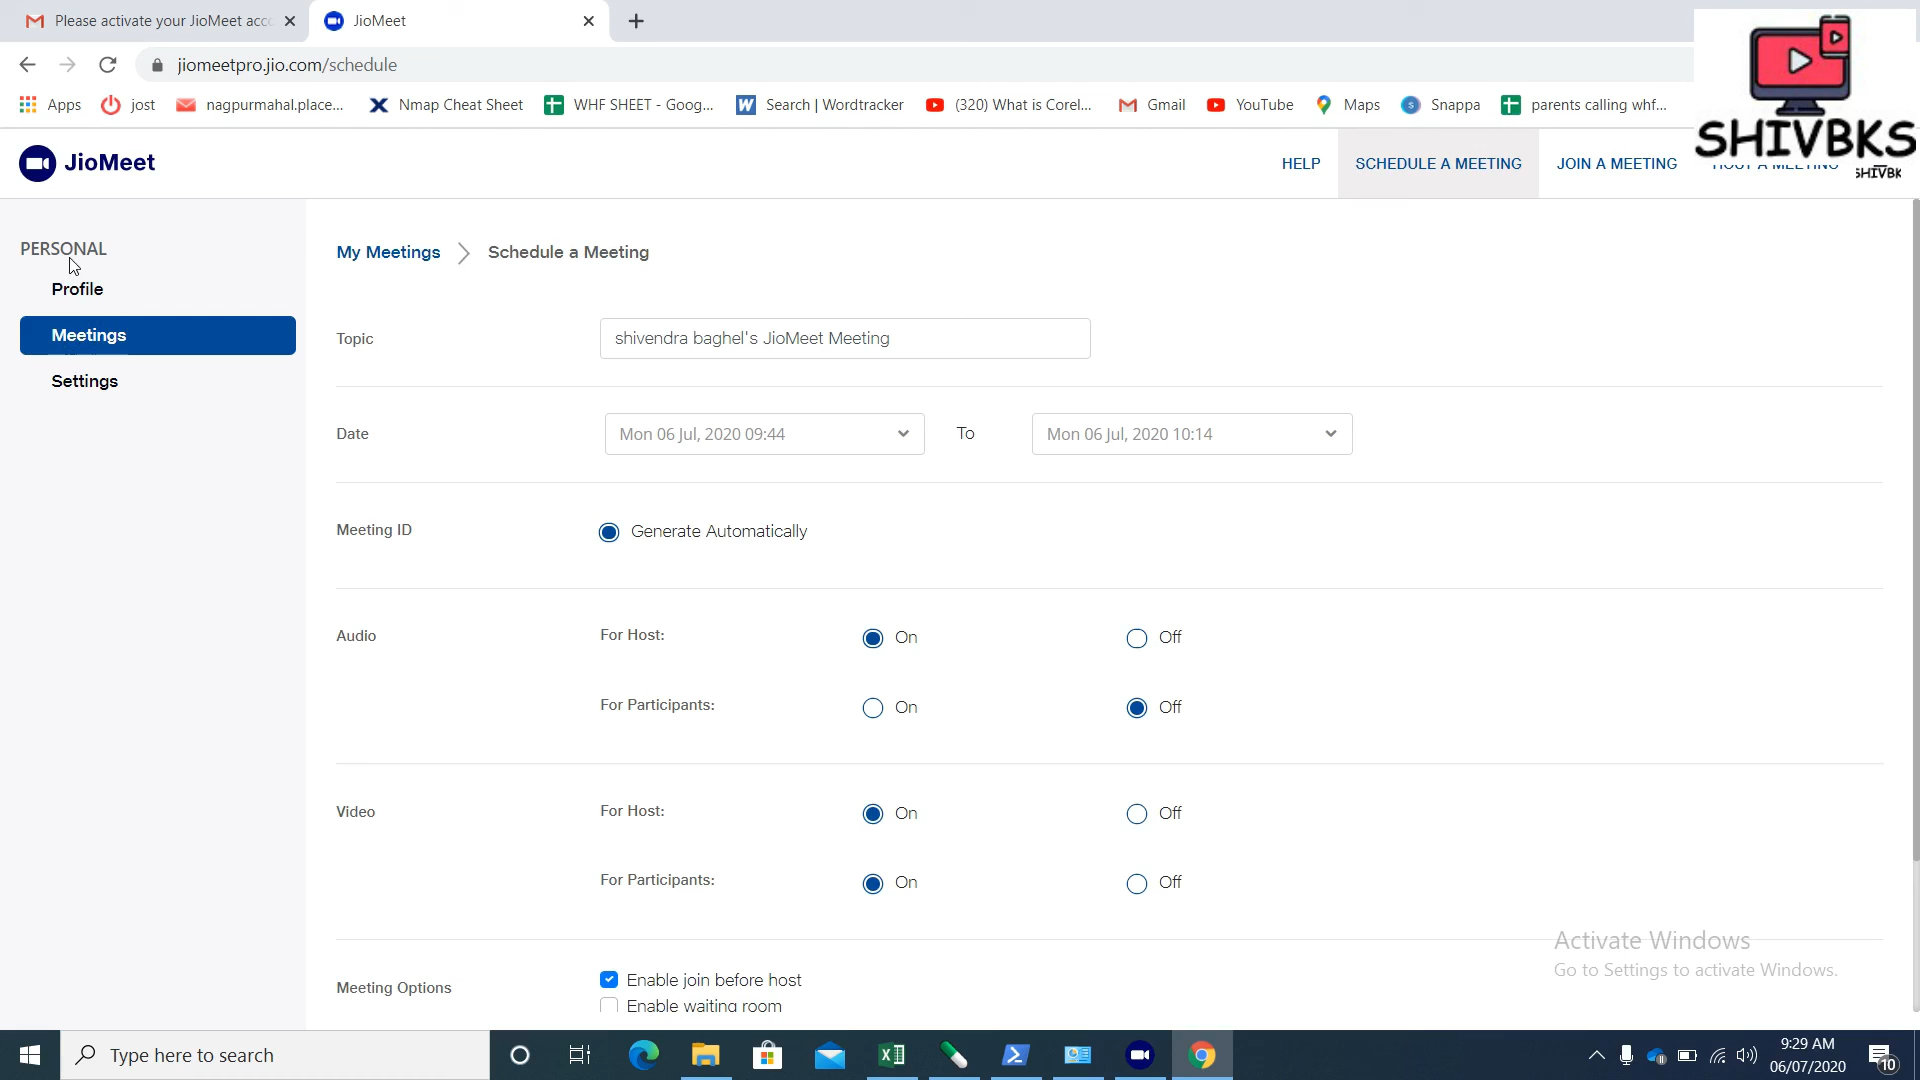 Please activate your JioMeet acc
JioMeet
jiomeetpro.jio.com/schedule
Apps
jost
nagpurmahal.place...
Nmap Cheat Sheet
WHF SHEET - Goog...
Search | Wordtracker
(320) What is Corel...
Gmail
YouTube
Maps
Snappa
parents calling whf...
SHIVBKS
SHIVBK
JioMeet
HELP
SCHEDULE A MEETING
JOIN A MEETING
HOST A MEETING
PERSONAL
Profile
Meetings
Settings
My Meetings
Schedule a Meeting
Topic
shivendra baghel's JioMeet Meeting
Date
Mon 06 Jul, 2020 09:44
To
Mon 06 Jul, 2020 10:14
Meeting ID
Generate Automatically
Audio
For Host:
On
Off
For Participants:
On
Off
Video
For Host:
On
Off
For Participants:
On
Off
Meeting Options
Enable join before host
Enable waiting room
Activate Windows
Go to Settings to activate Windows.
Type here to search
9:29 AM
06/07/2020
10